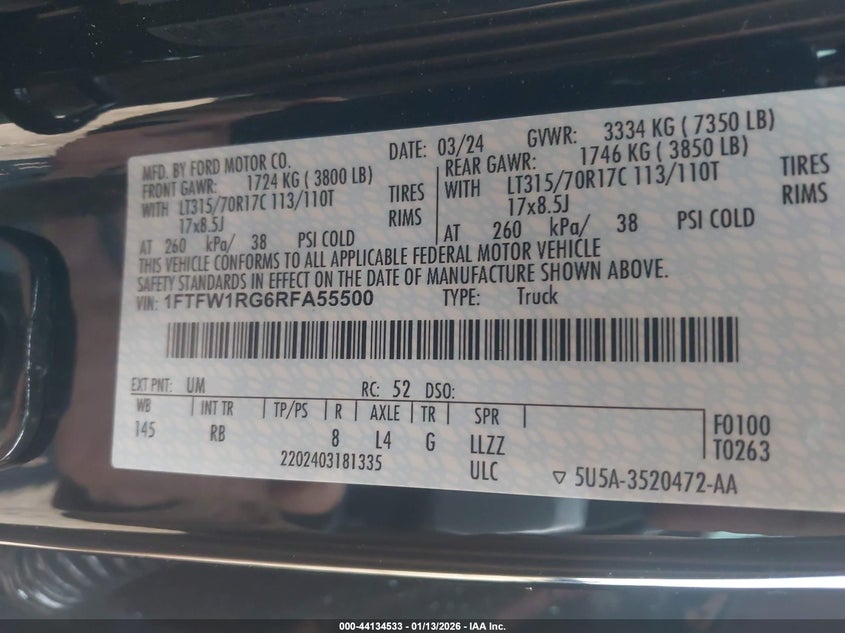 MFD. BY FORD MOTOR CO. DATE: 03/24 GVWR: 3334 KG ( 7350 LB)
FRONT GAWR: 1724 KG ( 3800 LB) REAR GAWR: 1746 KG ( 3850 LB)
WITH LT315/70R17C 113/110T TIRES WITH LT315/70R17C 113/110T TIRES
17x8.5J RIMS 17x8.5J RIMS
AT 260 kPa/ 38 PSI COLD AT 260 kPa/ 38 PSI COLD
THIS VEHICLE CONFORMS TO ALL APPLICABLE FEDERAL MOTOR VEHICLE
SAFETY STANDARDS IN EFFECT ON THE DATE OF MANUFACTURE SHOWN ABOVE.
VIN: 1FTFW1RG6RFA55500 TYPE: Truck
EXT PNT: UM RC: 52 DSO:
WB INT TR TP/PS R AXLE TR SPR F0100
145 RB 8 L4 G LLZZ T0263
2202403181335 ULC ▽ 5U5A-3520472-AA
000-44134533 - 01/13/2026 - IAA Inc.